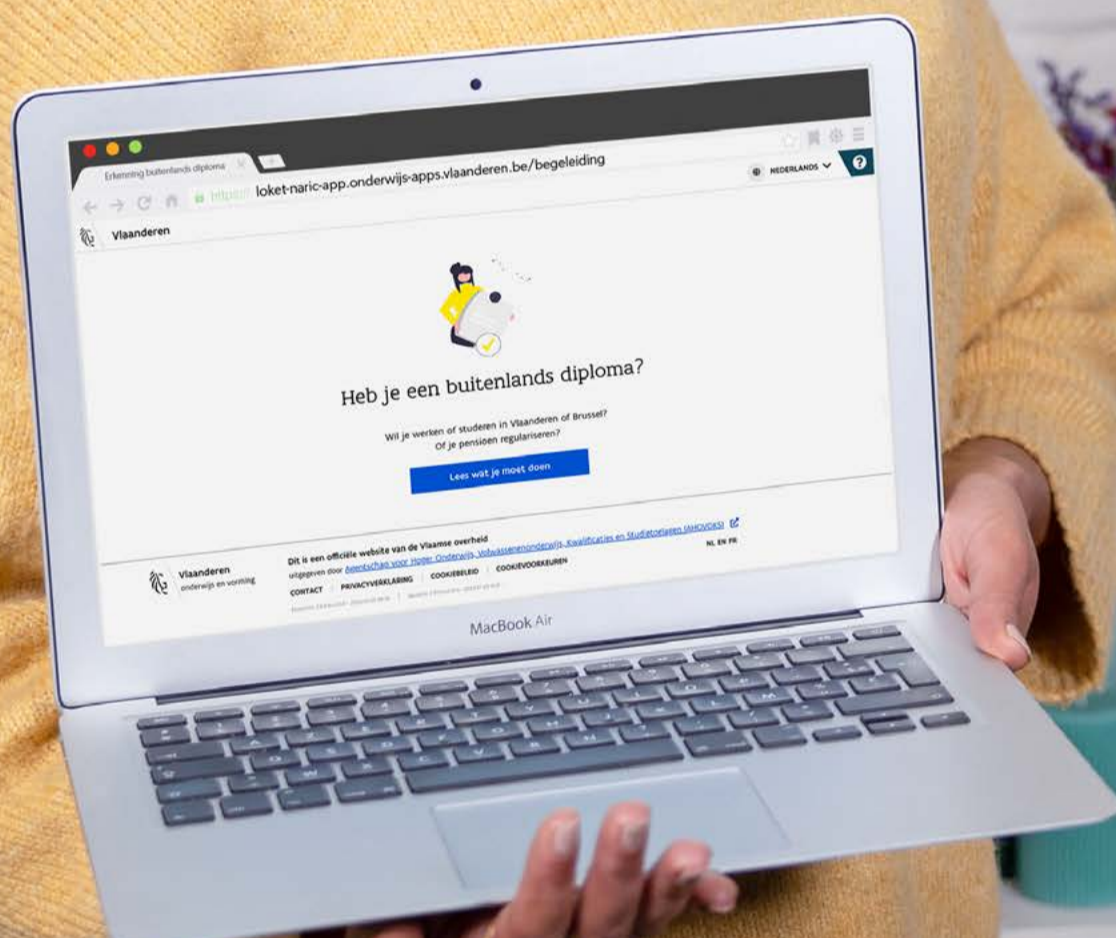 Erkenning buitenlands diploma
https:// loket-naric-app.onderwijs-apps.vlaanderen.be/begeleiding
Vlaanderen
NEDERLANDS
?
Heb je een buitenlands diploma?
Wil je werken of studeren in Vlaanderen of Brussel?
Of je pensioen regulariseren?
Lees wat je moet doen
Vlaanderen
onderwijs en vorming
Dit is een officiële website van de Vlaamse overheid
uitgegeven door Agentschap voor Hoger Onderwijs, Volwassenenonderwijs, Kwalificaties en Studietoelagen (AHOVOKS)
CONTACT PRIVACYVERKLARING COOKIEBELEID COOKIEVOORKEUREN
NL EN FR
MacBook Air